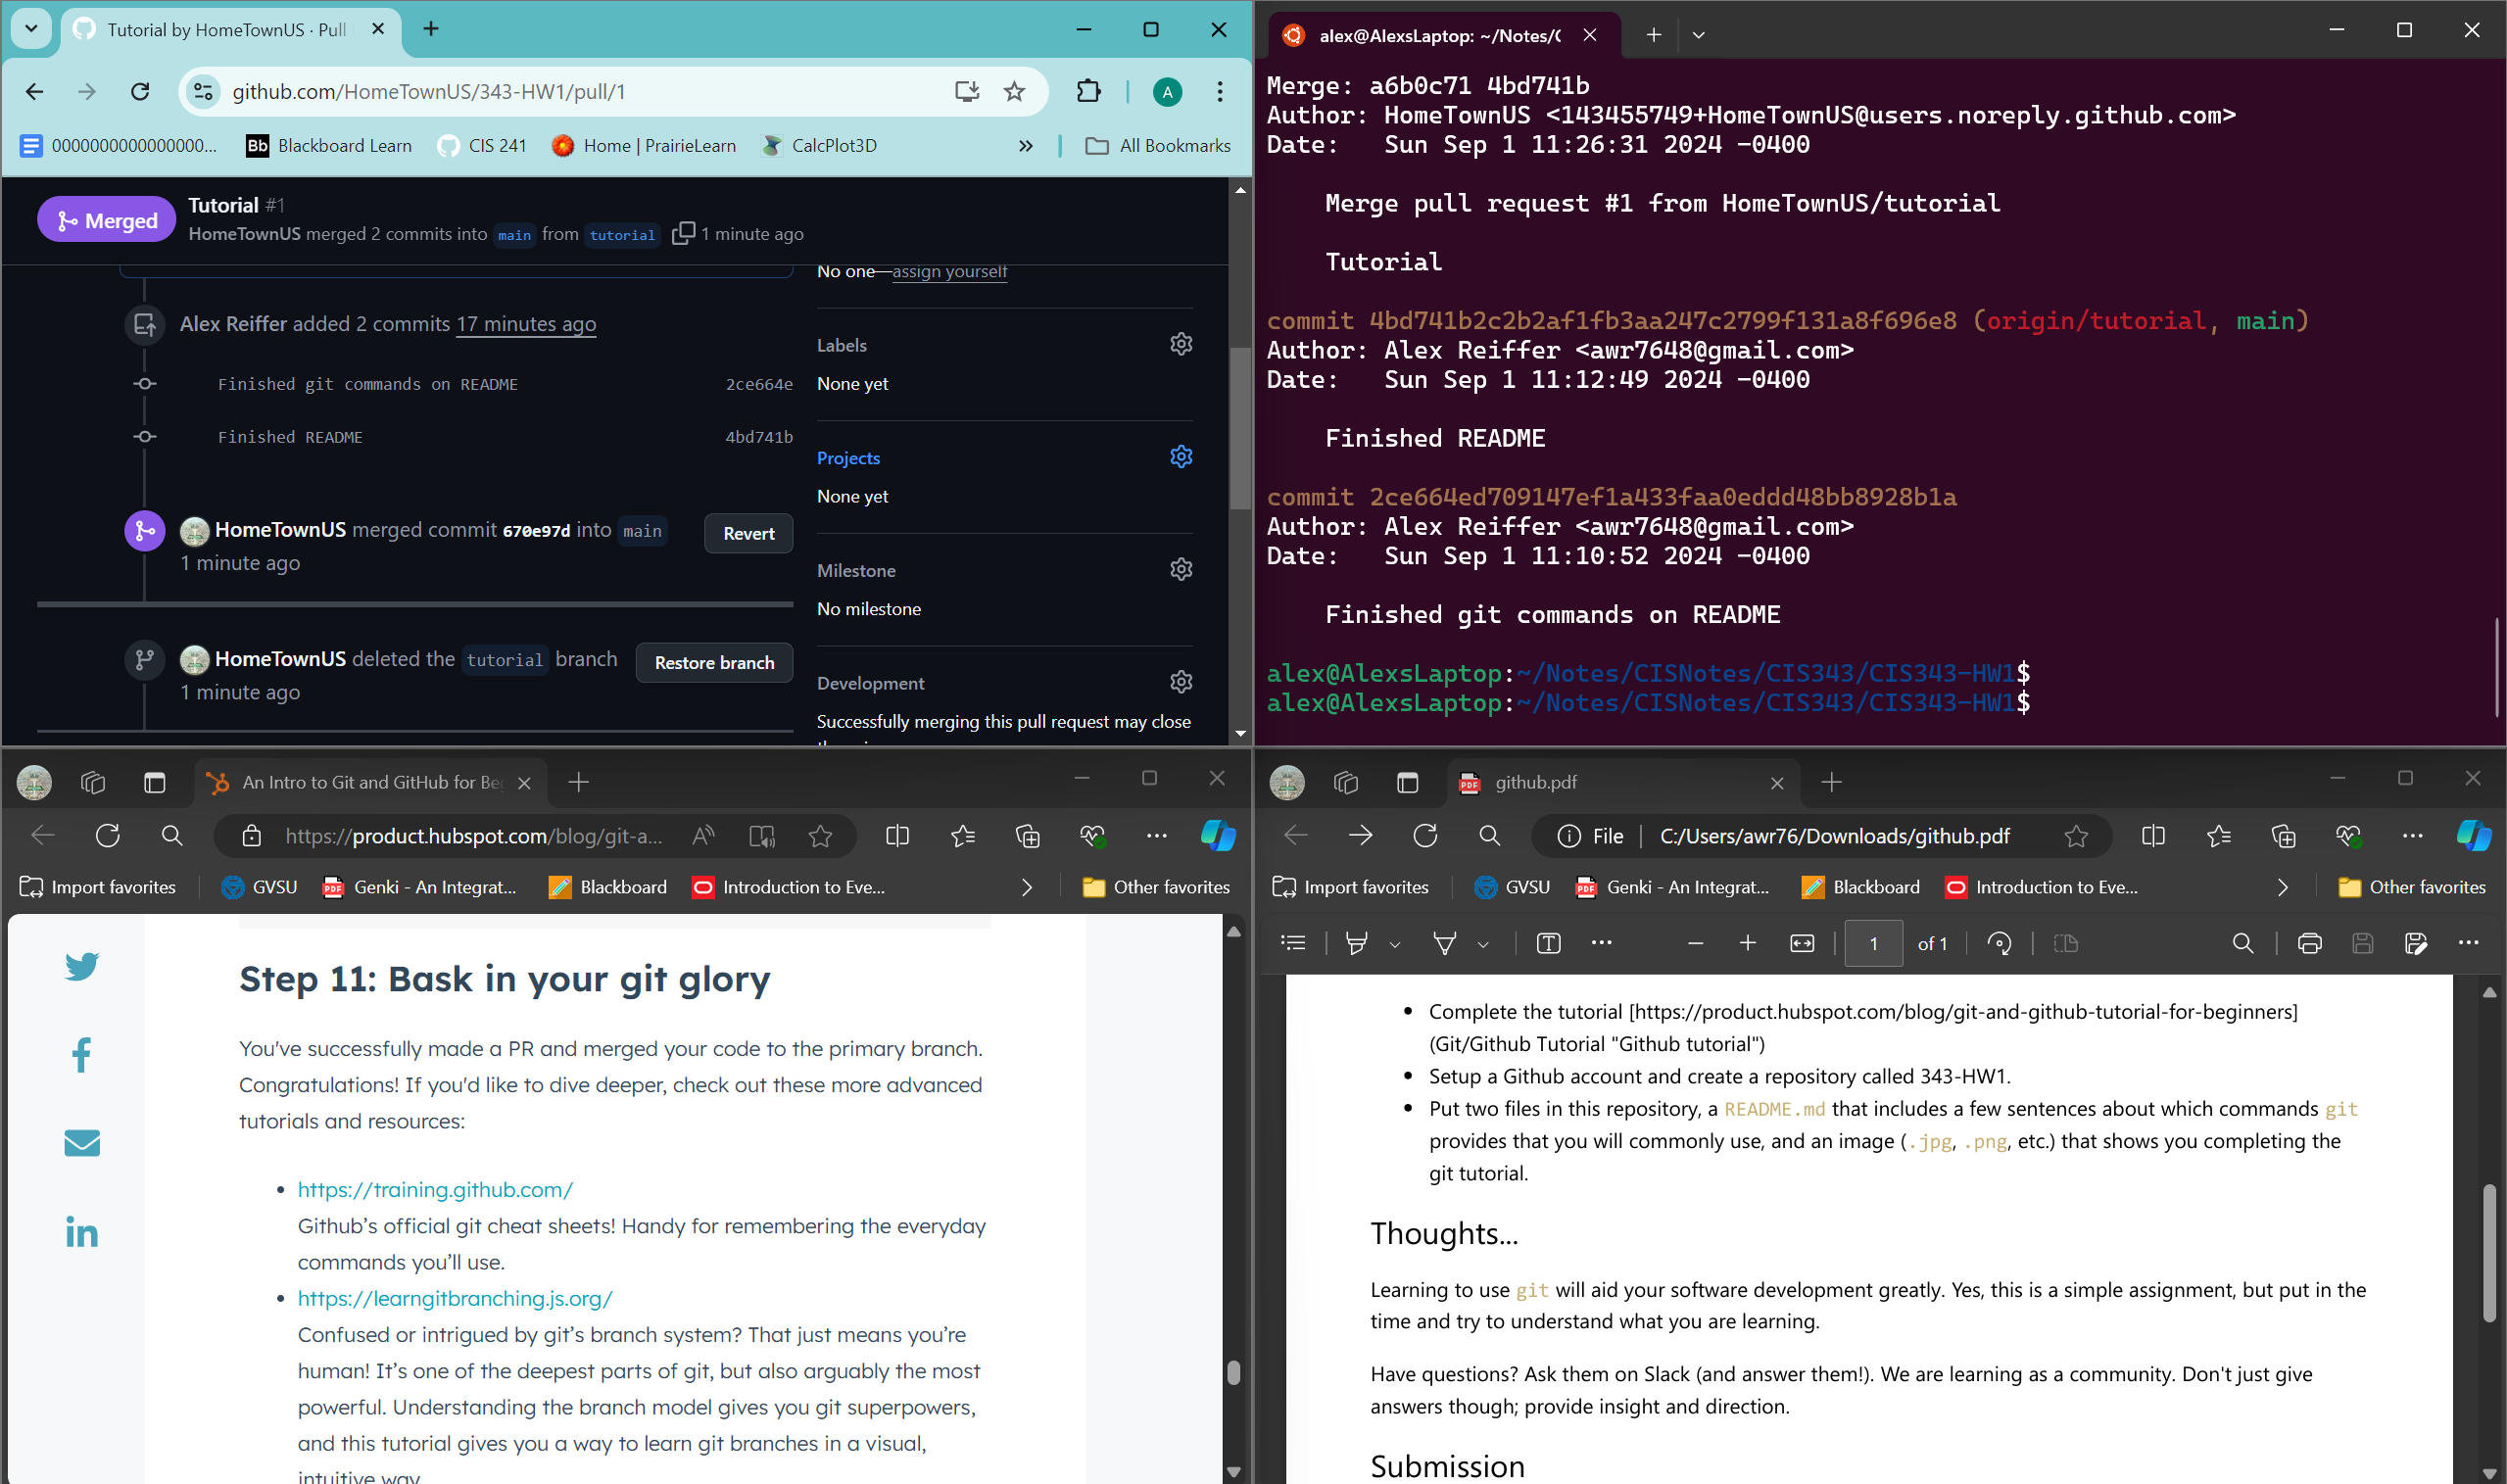 Tutorial by HomeTownUS · Pull
github.com/HomeTownUS/343-HW1/pull/1
A
0000000000000000...
Bb Blackboard Learn
CIS 241
Home | PrairieLearn
CalcPlot3D
»
All Bookmarks
Merged
Tutorial #1
HomeTownUS merged 2 commits into main from tutorial 1 minute ago
No one—assign yourself
Alex Reiffer added 2 commits 17 minutes ago
Finished git commands on README 2ce664e
Finished README 4bd741b
HomeTownUS merged commit 670e97d into main
1 minute ago
Revert
HomeTownUS deleted the tutorial branch
1 minute ago
Restore branch
Labels
None yet
Projects
None yet
Milestone
No milestone
Development
Successfully merging this pull request may close
alex@AlexsLaptop: ~/Notes/C
Merge: a6b0c71 4bd741b
Author: HomeTownUS <143455749+HomeTownUS@users.noreply.github.com>
Date: Sun Sep 1 11:26:31 2024 -0400
Merge pull request #1 from HomeTownUS/tutorial
Tutorial
commit 4bd741b2c2b2af1fb3aa247c2799f131a8f696e8 (origin/tutorial, main)
Author: Alex Reiffer <awr7648@gmail.com>
Date: Sun Sep 1 11:12:49 2024 -0400
Finished README
commit 2ce664ed709147ef1a433faa0eddd48bb8928b1a
Author: Alex Reiffer <awr7648@gmail.com>
Date: Sun Sep 1 11:10:52 2024 -0400
Finished git commands on README
alex@AlexsLaptop:~/Notes/CISNotes/CIS343/CIS343-HW1$
alex@AlexsLaptop:~/Notes/CISNotes/CIS343/CIS343-HW1$
An Intro to Git and GitHub for Beg
https://product.hubspot.com/blog/git-a...
Import favorites
GVSU
PDF Genki - An Integrat...
Blackboard
Introduction to Eve...
Other favorites
Step 11: Bask in your git glory
You've successfully made a PR and merged your code to the primary branch.
Congratulations! If you'd like to dive deeper, check out these more advanced
tutorials and resources:
• https://training.github.com/
Github’s official git cheat sheets! Handy for remembering the everyday
commands you’ll use.
• https://learngitbranching.js.org/
Confused or intrigued by git’s branch system? That just means you’re
human! It’s one of the deepest parts of git, but also arguably the most
powerful. Understanding the branch model gives you git superpowers,
and this tutorial gives you a way to learn git branches in a visual,
intuitive way.
PDF github.pdf
File | C:/Users/awr76/Downloads/github.pdf
Import favorites
GVSU
PDF Genki - An Integrat...
Blackboard
Introduction to Eve...
Other favorites
1 of 1
• Complete the tutorial [https://product.hubspot.com/blog/git-and-github-tutorial-for-beginners]
(Git/Github Tutorial "Github tutorial")
• Setup a Github account and create a repository called 343-HW1.
• Put two files in this repository, a README.md that includes a few sentences about which commands git
provides that you will commonly use, and an image (.jpg, .png, etc.) that shows you completing the
git tutorial.
Thoughts...
Learning to use git will aid your software development greatly. Yes, this is a simple assignment, but put in the
time and try to understand what you are learning.
Have questions? Ask them on Slack (and answer them!). We are learning as a community. Don't just give
answers though; provide insight and direction.
Submission